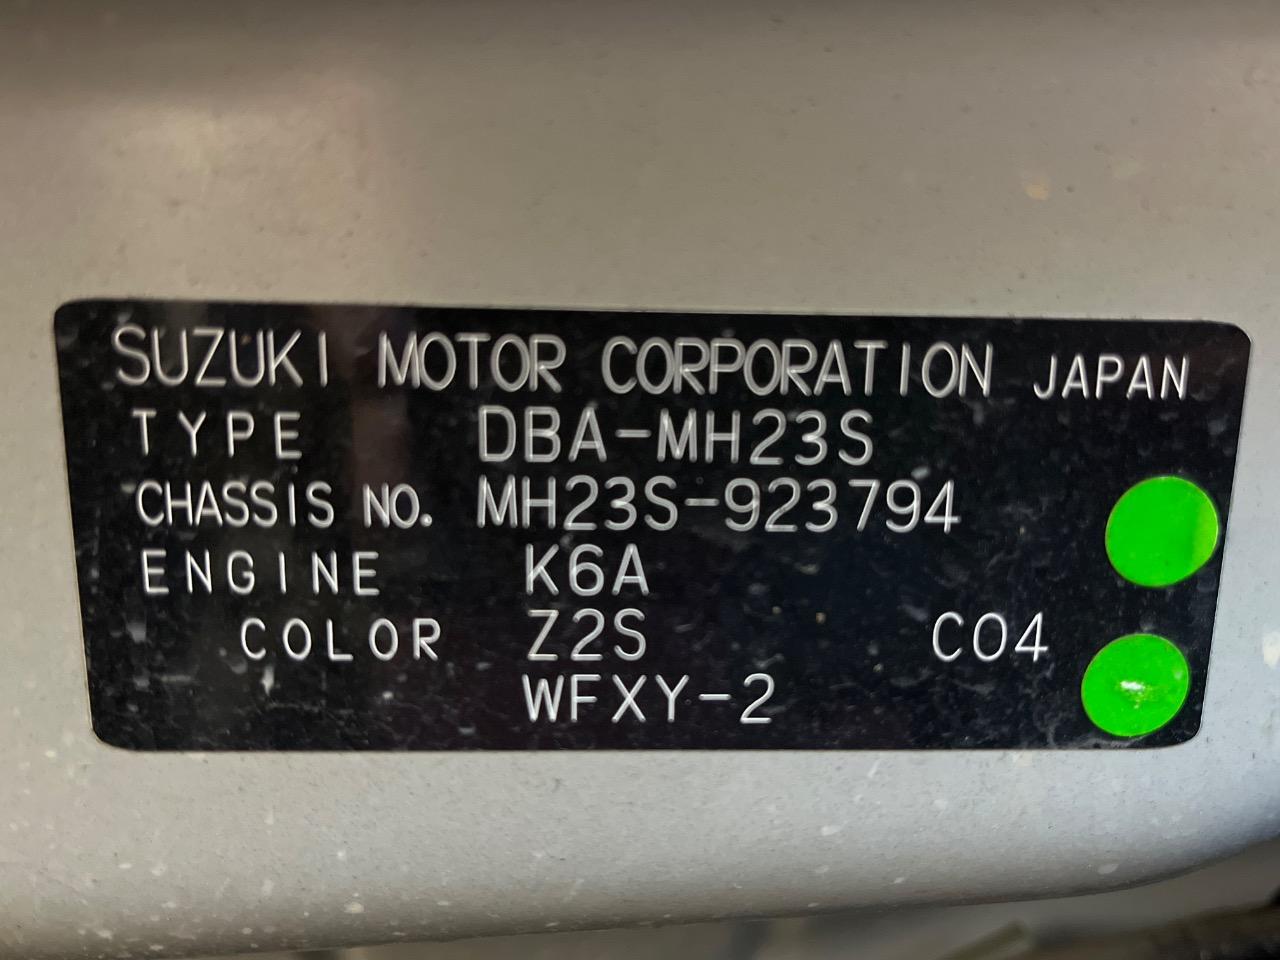 SUZUKI MOTOR CORPORATION JAPAN
TYPE DBA-MH23S
CHASSIS NO. MH23S-923794
ENGINE K6A
COLOR Z2S C04
WFXY-2